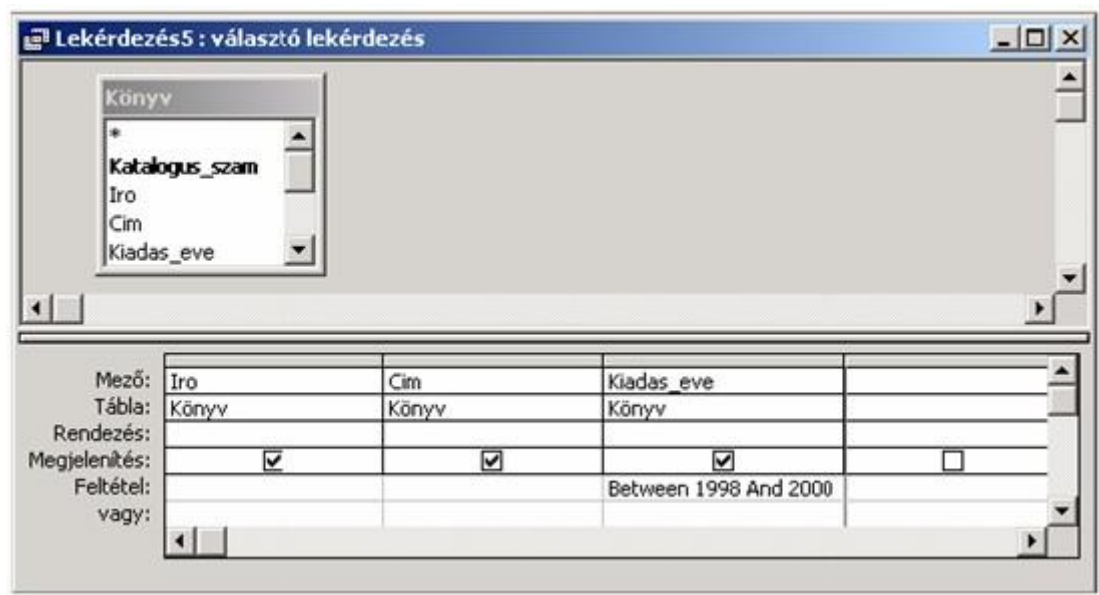 Lekérdezés5 : választó lekérdezés
Könyv
*
Katalogus_szam
Iro
Cim
Kiadas_eve
Mező: Iro Cim Kiadas_eve
Tábla: Könyv Könyv Könyv
Rendezés:
Megjelenítés:
Feltétel: Between 1998 And 2000
vagy: